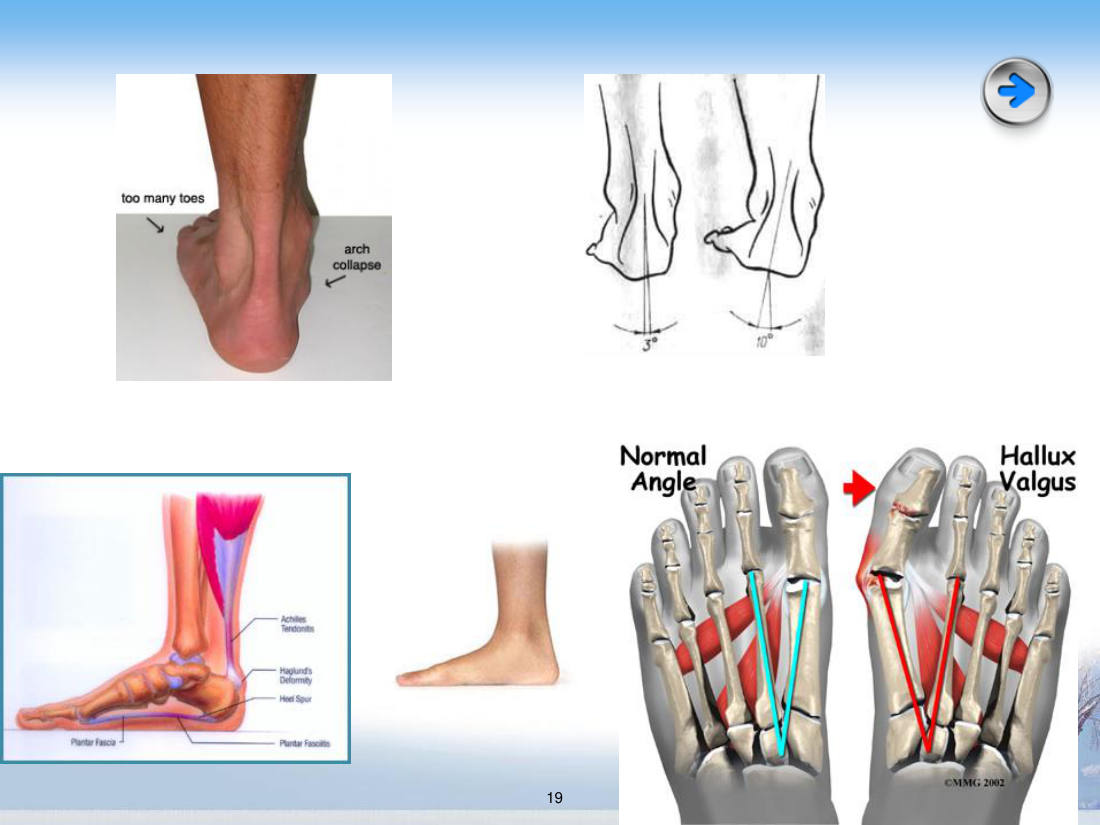 too many toes
arch
collapse
3°
10°
Normal
Angle
Hallux
Valgus
Achilles
Tendonitis
Haglund's
Deformity
Heel Spur
Plantar Fascia
Plantar Fasciitis
©MMG 2002
19